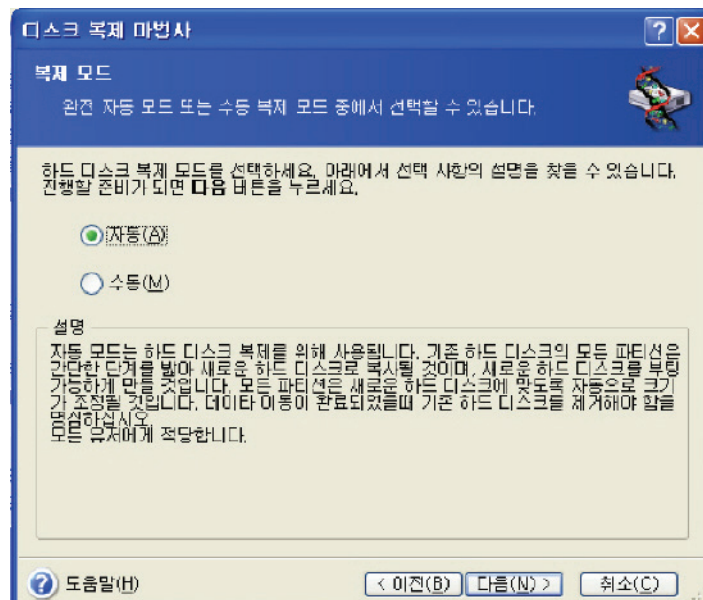 디스크 복제 마법사
복제 모드
완전 자동 모드 또는 수동 복제 모드 중에서 선택할 수 있습니다.
하드 디스크 복제 모드를 선택하세요. 아래에서 선택 사항의 설명을 찾을 수 있습니다.
진행할 준비가 되면 다음 버튼을 누르세요.
자동(A)
수동(M)
설명
자동 모드는 하드 디스크 복제를 위해 사용됩니다. 기존 하드 디스크의 모든 파티션은
간단한 단계를 밟아 새로운 하드 디스크로 복사될 것이며, 새로운 하드 디스크를 부팅
가능하게 만들 것입니다. 모든 파티션은 새로운 하드 디스크에 맞도록 자동으로 크기
가 조정될 것입니다. 데이타 이동이 완료되었을때 기존 하드 디스크를 제거해야 함을
명심하십시오.
모든 유저에게 적당합니다.
도움말(H)
< 이전(B)
다음(N) >
취소(C)